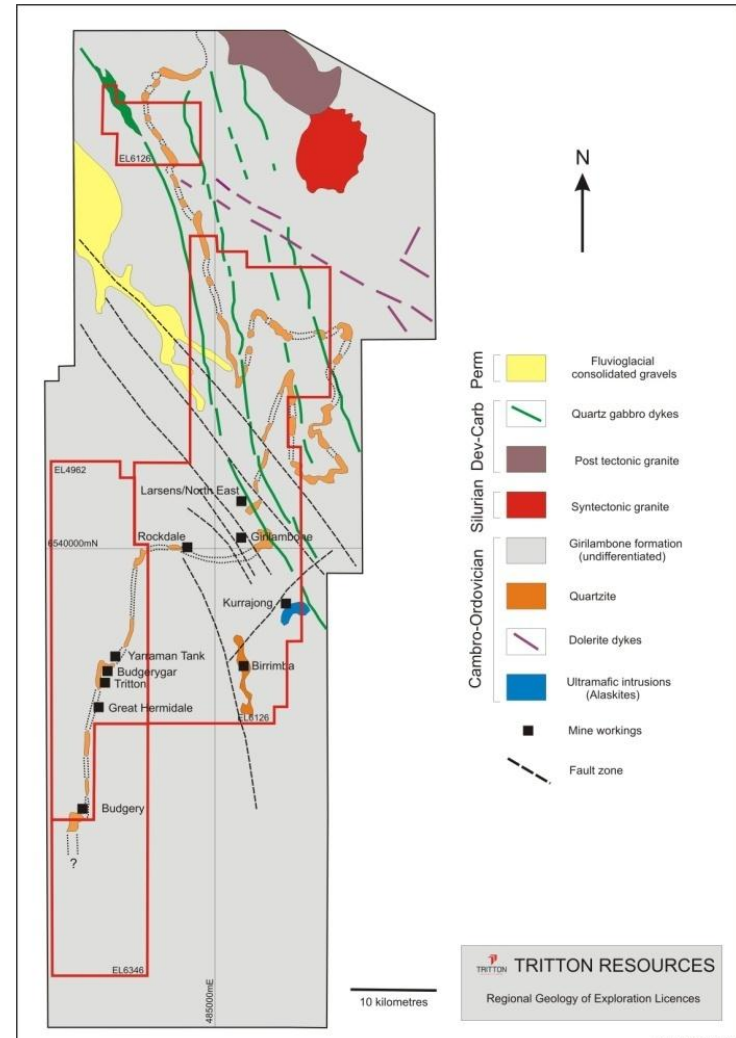 EL6126
N
EL4962
Larsens/North East
6540000mN
Rockdale
Girilambone
Kurrajong
Yarraman Tank
Budgerygar
Birrimba
Tritton
Great Hermidale
EL6126
Budgery
?
EL6346
485000mE
10 kilometres
Perm
Fluvioglacial
consolidated gravels
Dev-Carb
Quartz gabbro dykes
Post tectonic granite
Silurian
Syntectonic granite
Cambro-Ordovician
Girilambone formation
(undifferentiated)
Quartzite
Dolerite dykes
Ultramafic intrusions
(Alaskites)
Mine workings
Fault zone
TRITTON
TRITTON RESOURCES
Regional Geology of Exploration Licences